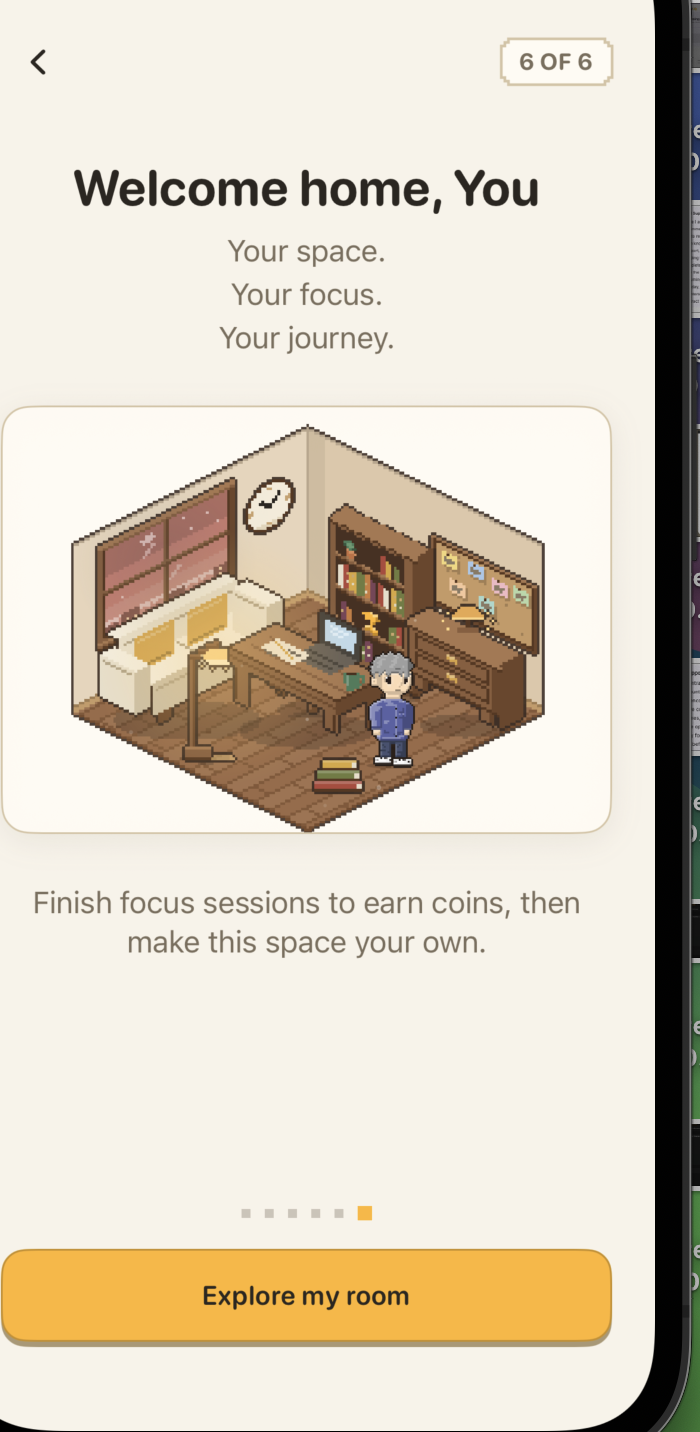 6 OF 6
Welcome home, You
Your space.
Your focus.
Your journey.
Finish focus sessions to earn coins, then
make this space your own.
Explore my room